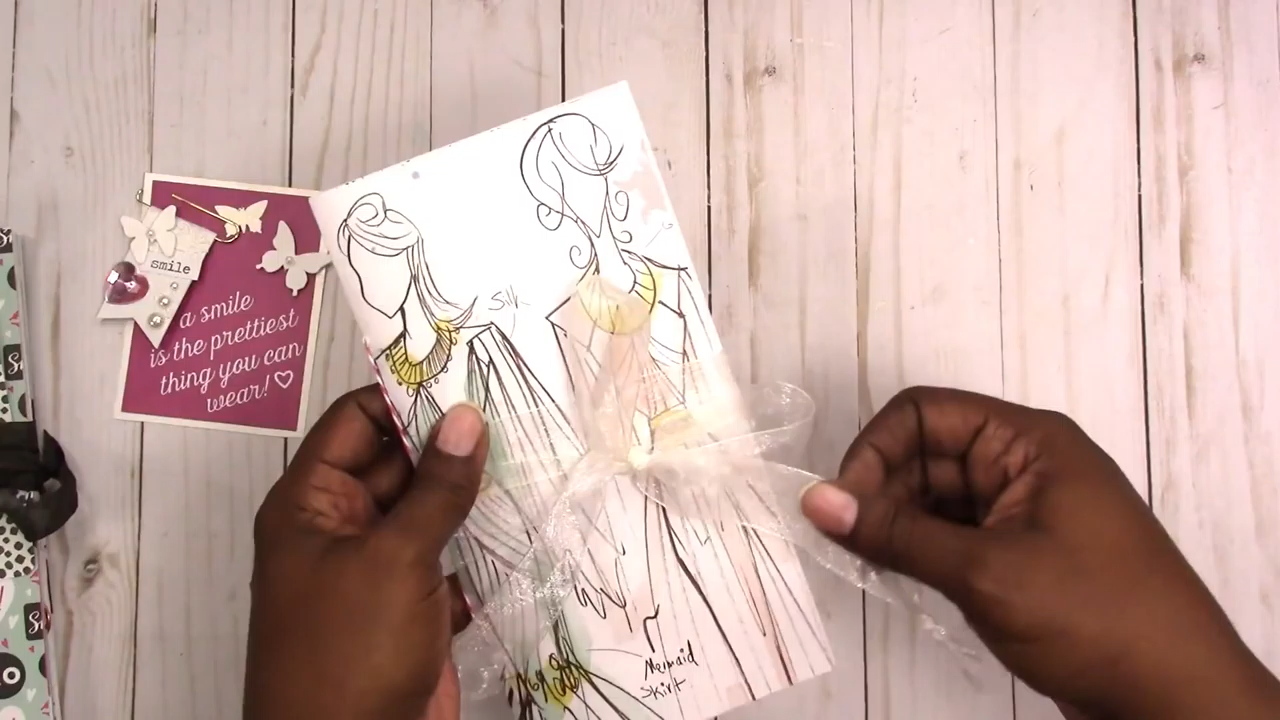 smile
a smile
is the prettiest
thing you can
wear!
Silk
Mermaid
Skirt